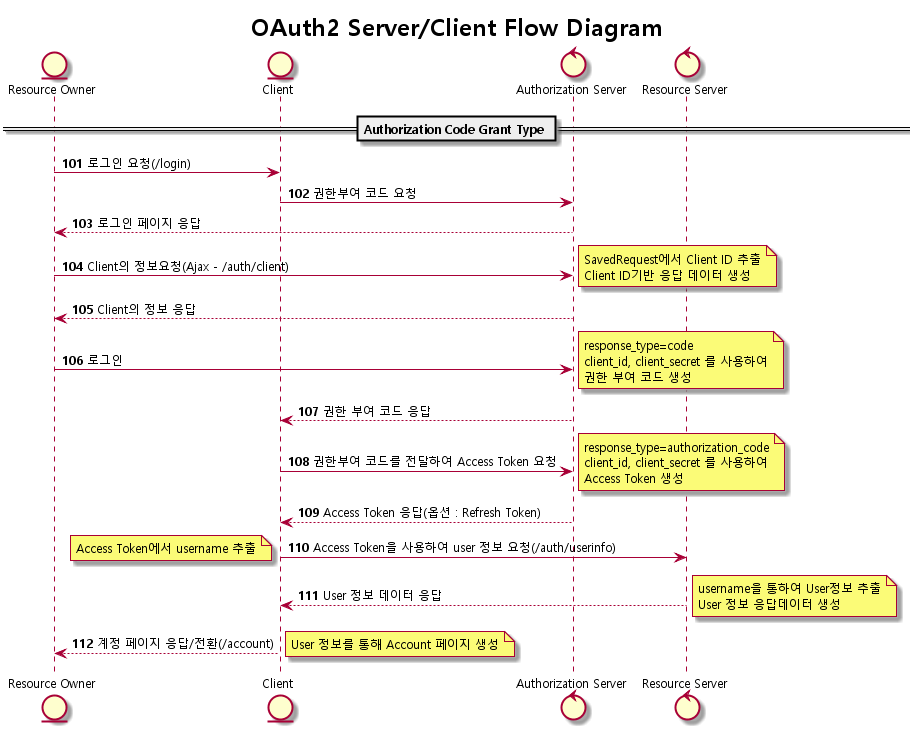 OAuth2 Server/Client Flow Diagram
Resource Owner
Client
Authorization Server
Resource Server
Authorization Code Grant Type
101 로그인 요청(/login)
102 권한부여 코드 요청
103 로그인 페이지 응답
104 Client의 정보요청(Ajax - /auth/client)
SavedRequest에서 Client ID 추출
Client ID기반 응답 데이터 생성
105 Client의 정보 응답
106 로그인
response_type=code
client_id, client_secret 를 사용하여
권한 부여 코드 생성
107 권한 부여 코드 응답
108 권한부여 코드를 전달하여 Access Token 요청
response_type=authorization_code
client_id, client_secret 를 사용하여
Access Token 생성
109 Access Token 응답(옵션 : Refresh Token)
Access Token에서 username 추출
110 Access Token을 사용하여 user 정보 요청(/auth/userinfo)
111 User 정보 데이터 응답
username을 통하여 User정보 추출
User 정보 응답데이터 생성
112 계정 페이지 응답/전환(/account)
User 정보를 통해 Account 페이지 생성
Resource Owner
Client
Authorization Server
Resource Server